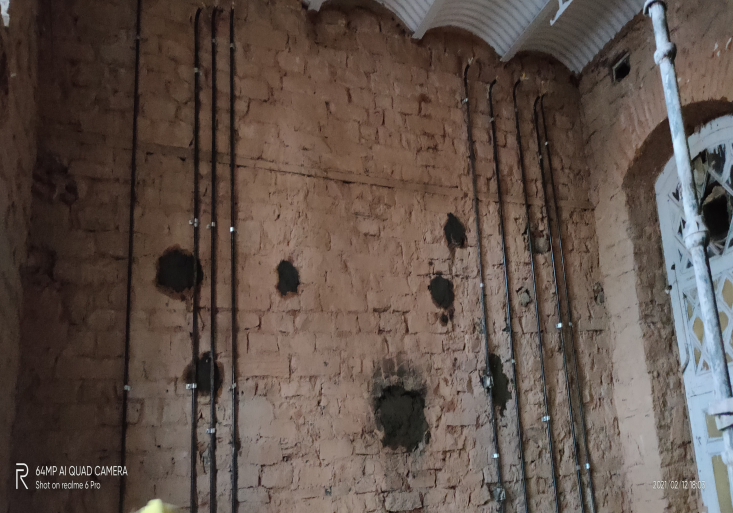 R
64MP AI QUAD CAMERA
Shot on realme 6 Pro
2021/02/12 18:03